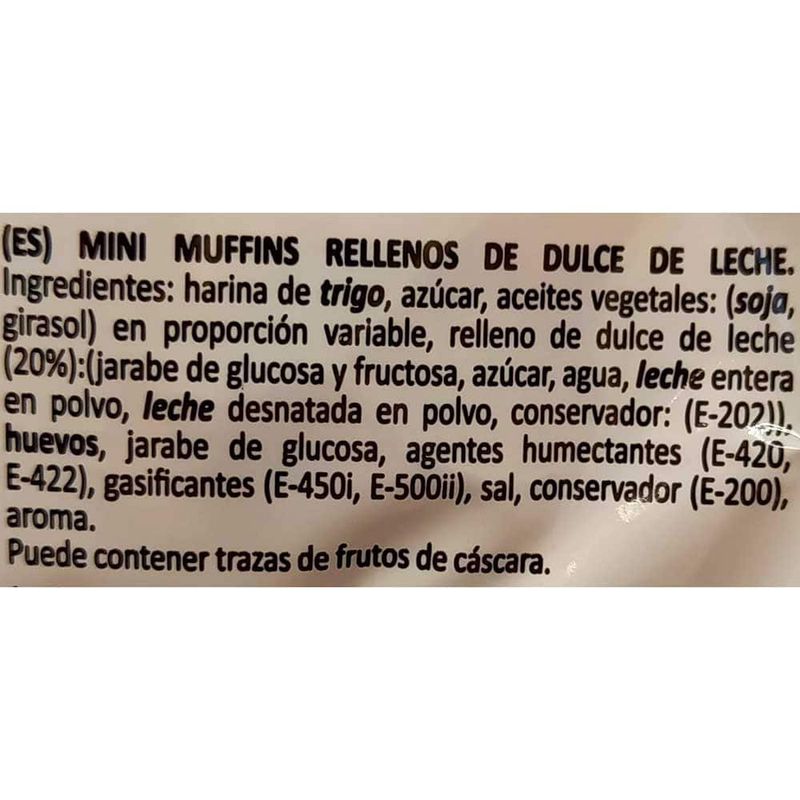 (ES) MINI MUFFINS RELLENOS DE DULCE DE LECHE.
Ingredientes: harina de trigo, azúcar, aceites vegetales: (soja,
girasol) en proporción variable, relleno de dulce de leche
(20%):(jarabe de glucosa y fructosa, azúcar, agua, leche entera
en polvo, leche desnatada en polvo, conservador: (E-202)),
huevos, jarabe de glucosa, agentes humectantes (E-420,
E-422), gasificantes (E-450i, E-500ii), sal, conservador (E-200),
aroma.
Puede contener trazas de frutos de cáscara.